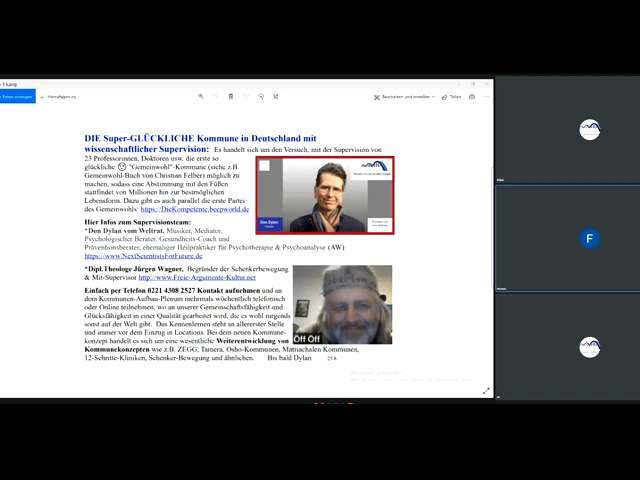 Hinzufügen zu
Bearbeiten und erstellen
Teilen
DIE Super-GLÜCKLICHE Kommune in Deutschland mit
wissenschaftlicher Supervision: Es handelt sich um den Versuch, mit der Supervision von
23 Professorinnen, Doktoren usw. die erste so
glückliche 🙂 "Gemeinwohl"-Kommune (siehe z.B.
Gemeinwohl-Buch von Christian Felber) möglich zu
machen, sodass eine Abstimmung mit den Füßen
stattfindet von Millionen hin zur bestmöglichen
Lebensform. Dazu gibt es auch parallel die erste Partei
des Gemeinwohls: https://DieKompetente.beepworld.de
Don Dylan
Hier Infos zum Supervisionsteam:
*Don Dylan vom Weltrat, Musiker, Mediator,
Psychologischer Berater, Gesundheits-Coach und
Präventionsberater, ehemaliger Heilpraktiker für Psychotherapie & Psychoanalyse (AW)
https://www.NextScientistsForFuture.de
*Dipl.Theologe Jürgen Wagner, Begründer der Schenkerbewegung
& Mit-Supervisor http://www.Freie-Argumente-Kultur.net
Einfach per Telefon 0221 4308 2527 Kontakt aufnehmen und an
dem Kommunen-Aufbau-Plenum mehrmals wöchentlich telefonisch
oder Online teilnehmen, wo an unserer Gemeinschaftsfähigkeit und
Glücksfähigkeit in einer Qualität gearbeitet wird, die es wohl nirgends
sonst auf der Welt gibt. Das Kennenlernen steht an allererster Stelle
und immer vor dem Einzug in Locations. Bei dem neuen Kommune-
konzept handelt es sich um eine wesentliche Weiterentwicklung von
Kommunekonzepten wie z.B. ZEGG, Tamera, Osho-Kommunen, Matriachalen Kommunen,
12-Schritte-Kliniken, Schenker-Bewegung und ähnlichen. Bis bald Dylan 25.8
Off Off
F